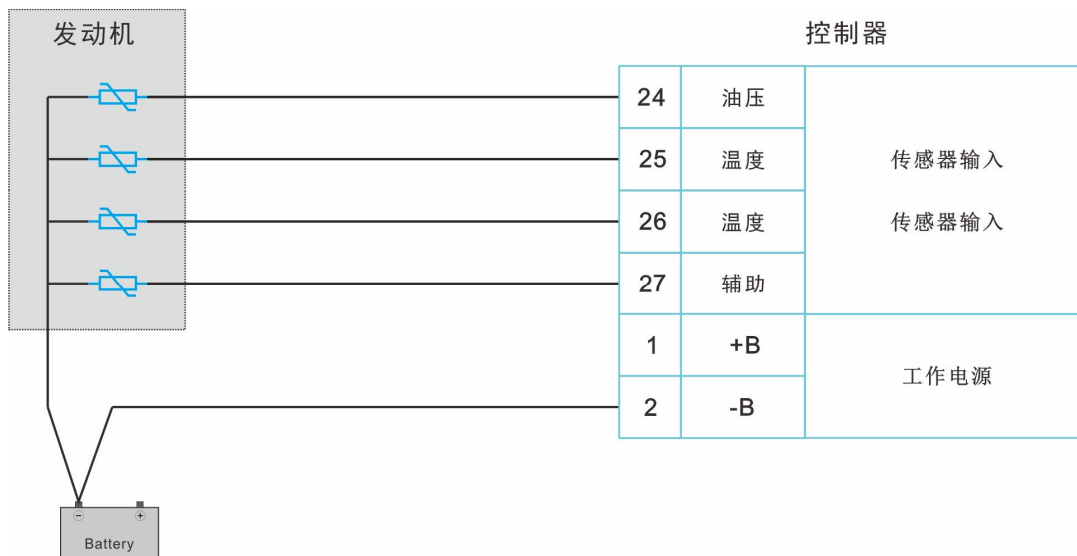 发动机
控制器
24 油压
25 温度 传感器输入
26 温度 传感器输入
27 辅助
1 +B
工作电源
2 -B
- +
Battery